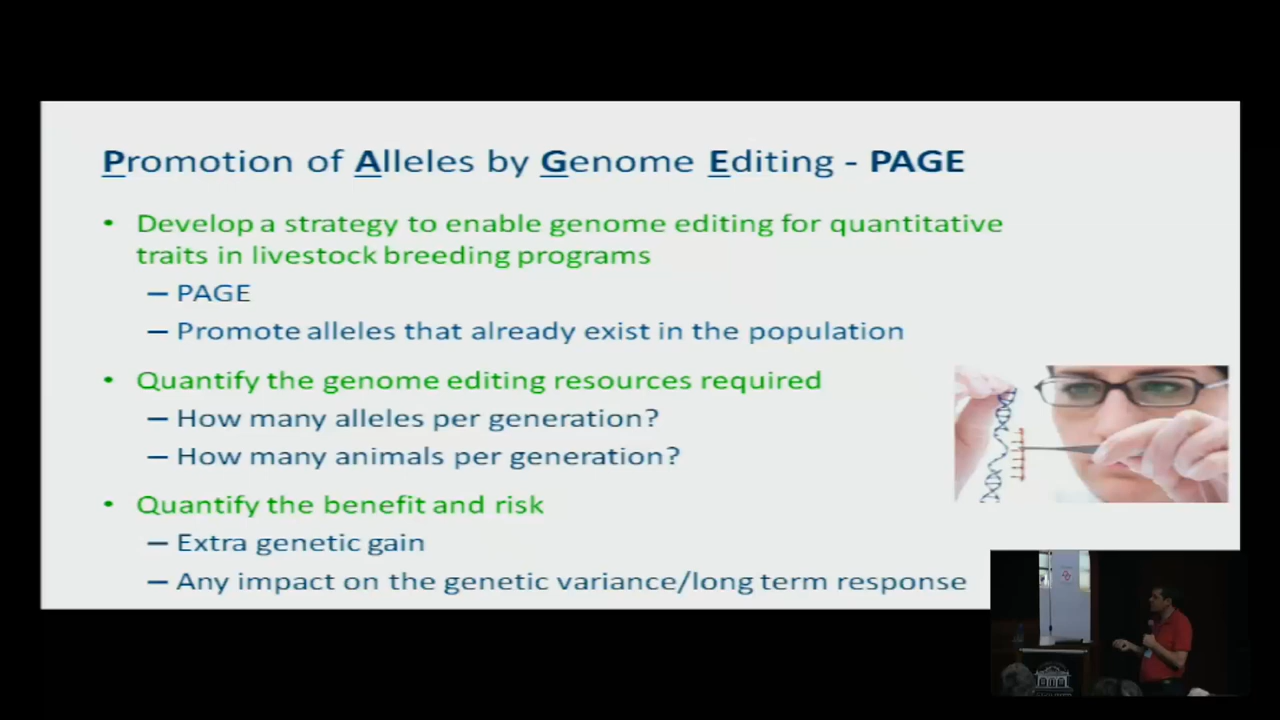 Promotion of Alleles by Genome Editing - PAGE
• Develop a strategy to enable genome editing for quantitative
traits in livestock breeding programs
– PAGE
– Promote alleles that already exist in the population
• Quantify the genome editing resources required
– How many alleles per generation?
– How many animals per generation?
• Quantify the benefit and risk
– Extra genetic gain
– Any impact on the genetic variance/long term response